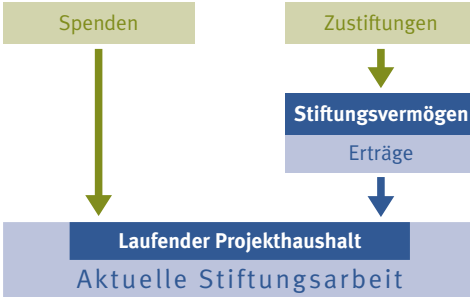 Spenden
Zustiftungen
Stiftungsvermögen
Erträge
Laufender Projekthaushalt
Aktuelle Stiftungsarbeit